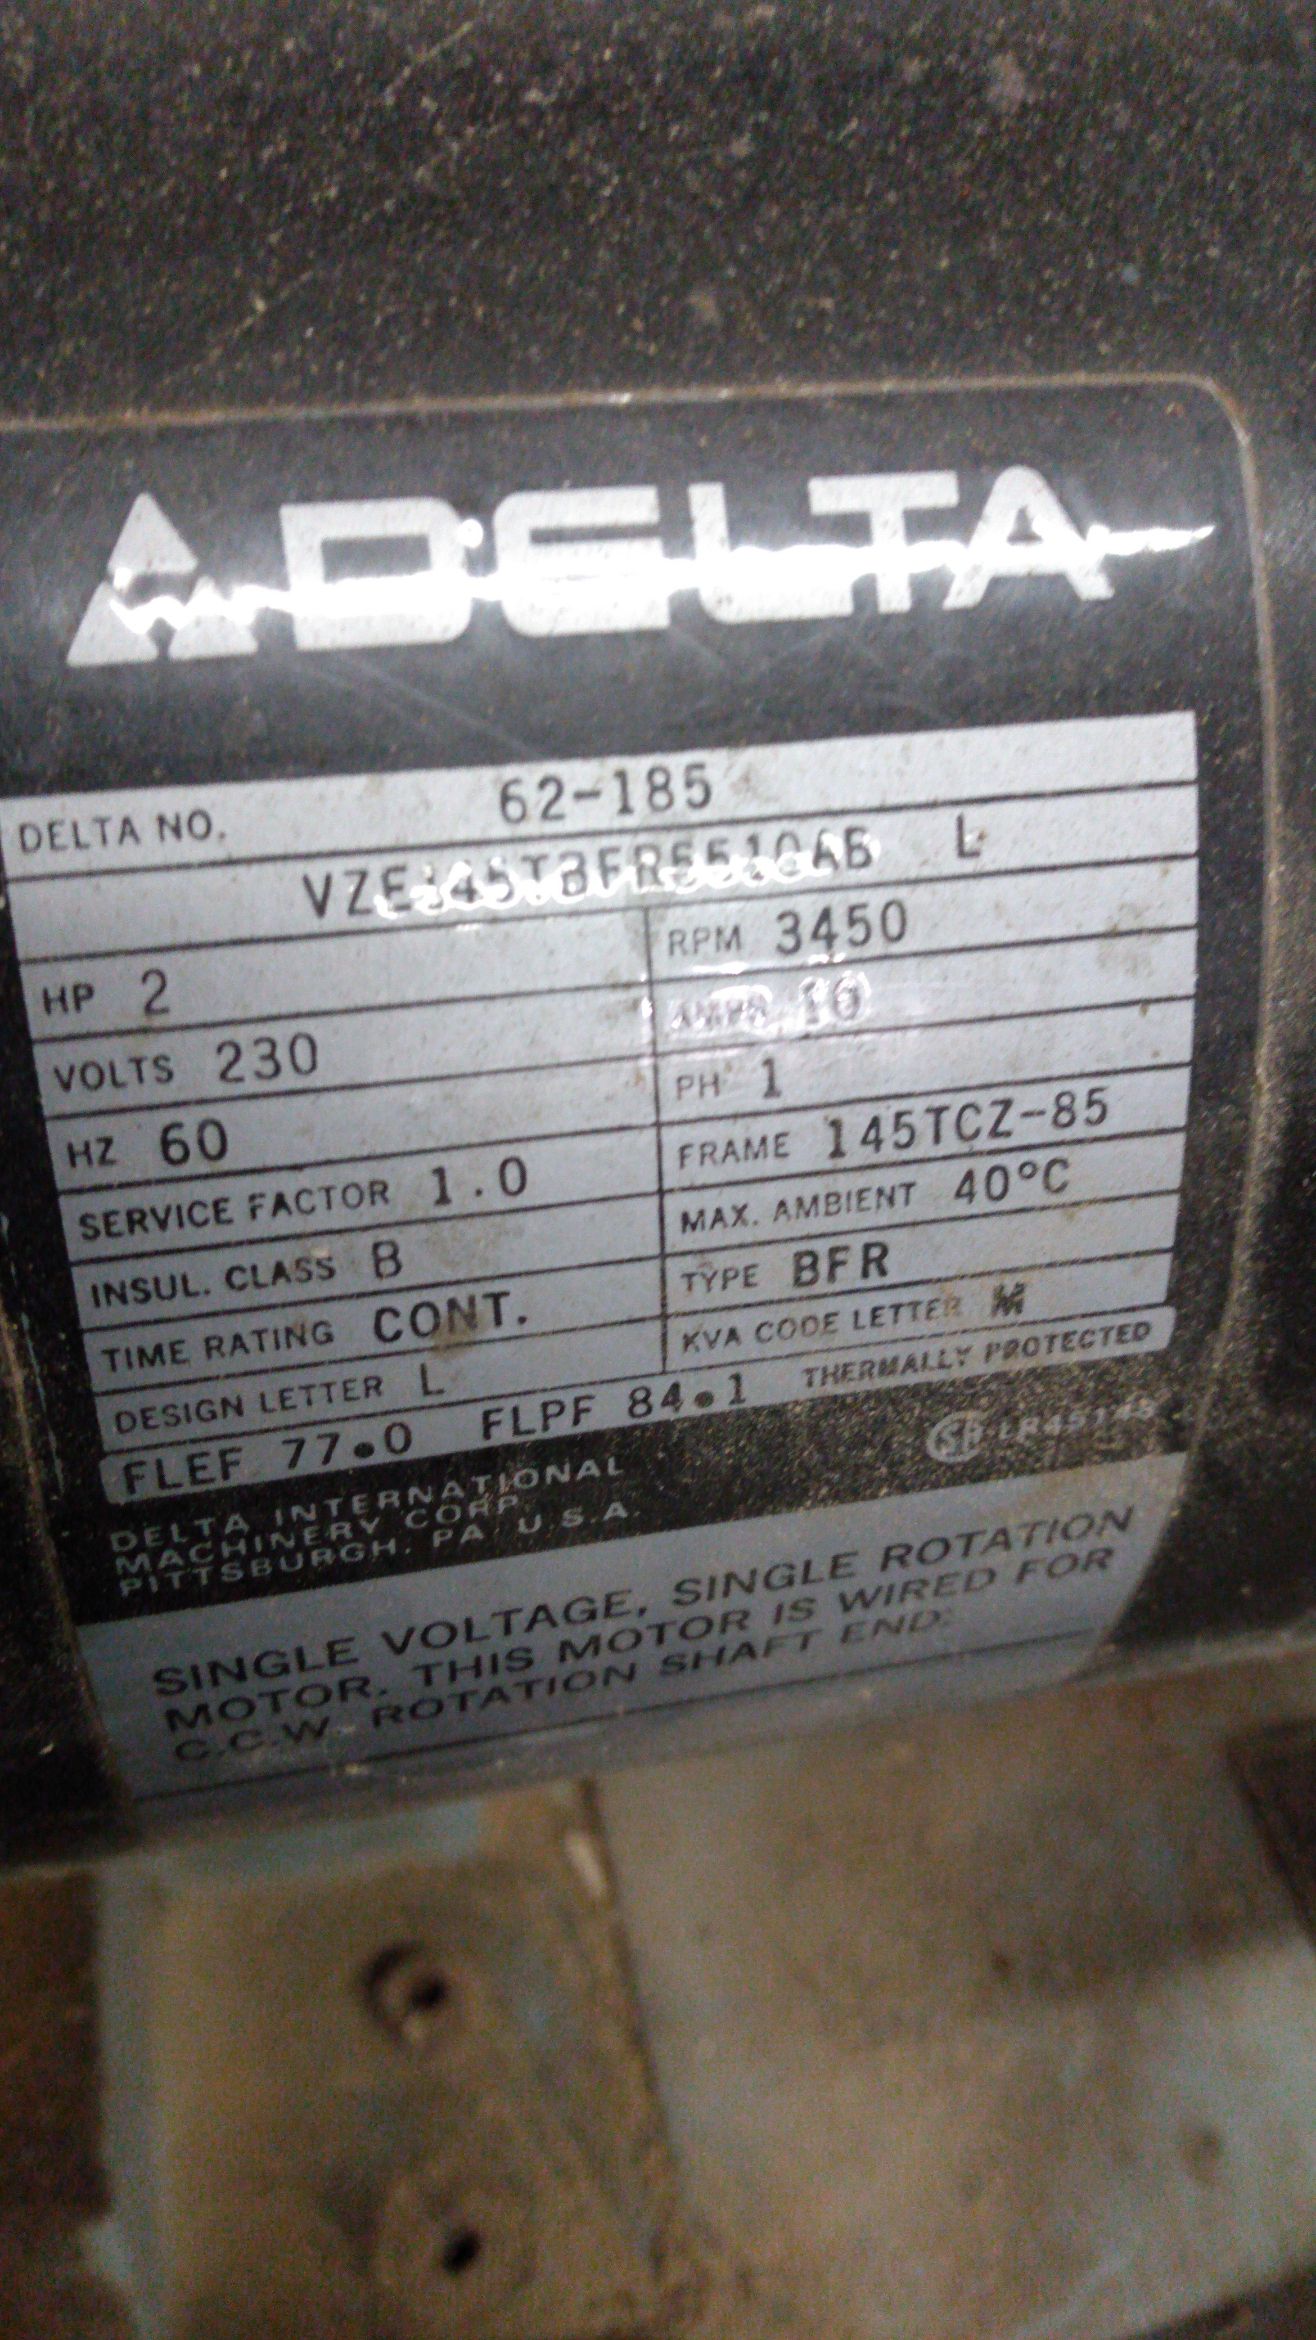 DELTA
DELTA NO. 62-185
L
HP 2 RPM 3450
VOLTS 230 AMPS 10
HZ 60 PH 1
SERVICE FACTOR 1.0 FRAME 145TCZ-85
INSUL. CLASS B MAX. AMBIENT 40°C
TIME RATING CONT. TYPE BFR
DESIGN LETTER L KVA CODE LETTER M
FLEF 77.0 FLPF 84.1 THERMALLY PROTECTED
DELTA INTERNATIONAL
MACHINERY CORP.
PITTSBURGH, PA U.S.A.
SINGLE VOLTAGE, SINGLE ROTATION
MOTOR. THIS MOTOR IS WIRED FOR
C.C.W. ROTATION SHAFT END.